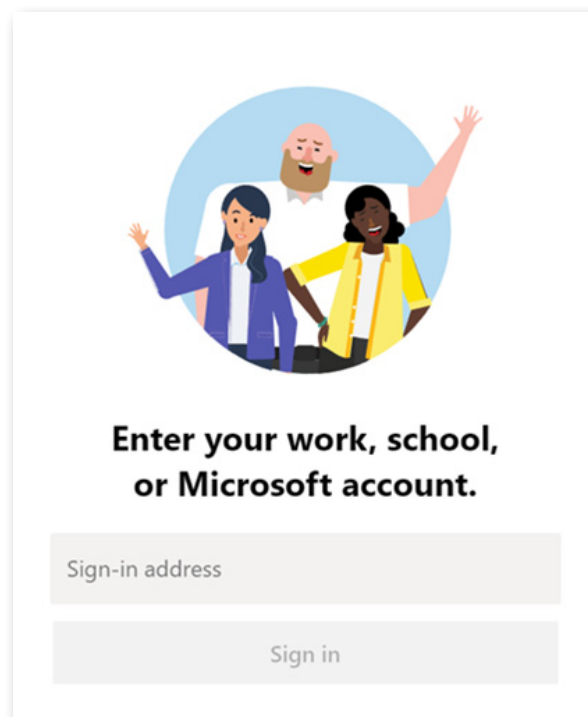 Enter your work, school,
or Microsoft account.
Sign-in address
Sign in